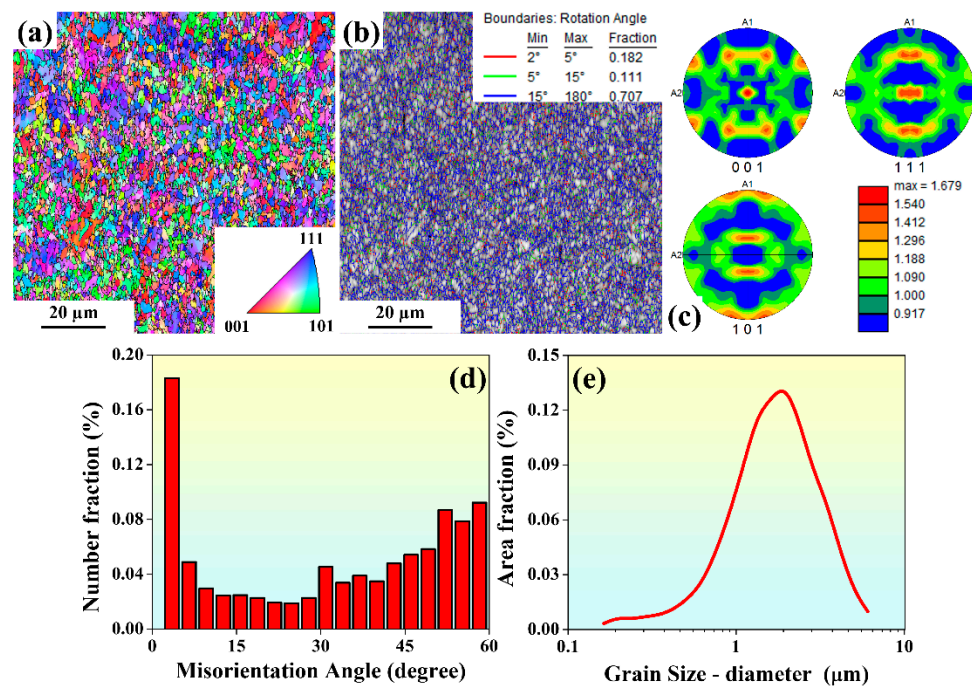 (a)
111
001
101
20 µm
(b)
Boundaries: Rotation Angle
Min Max Fraction
2° 5° 0.182
5° 15° 0.111
15° 180° 0.707
20 µm
(c)
A1
A2
0 0 1
A1
A2
1 1 1
A1
A2
1 0 1
max = 1.679
1.540
1.412
1.296
1.188
1.090
1.000
0.917
(d)
Number fraction (%)
0.20
0.16
0.12
0.08
0.04
0.00
0 15 30 45 60
Misorientation Angle (degree)
(e)
Area fraction (%)
0.15
0.12
0.09
0.06
0.03
0.00
0.1 1 10
Grain Size - diameter (µm)